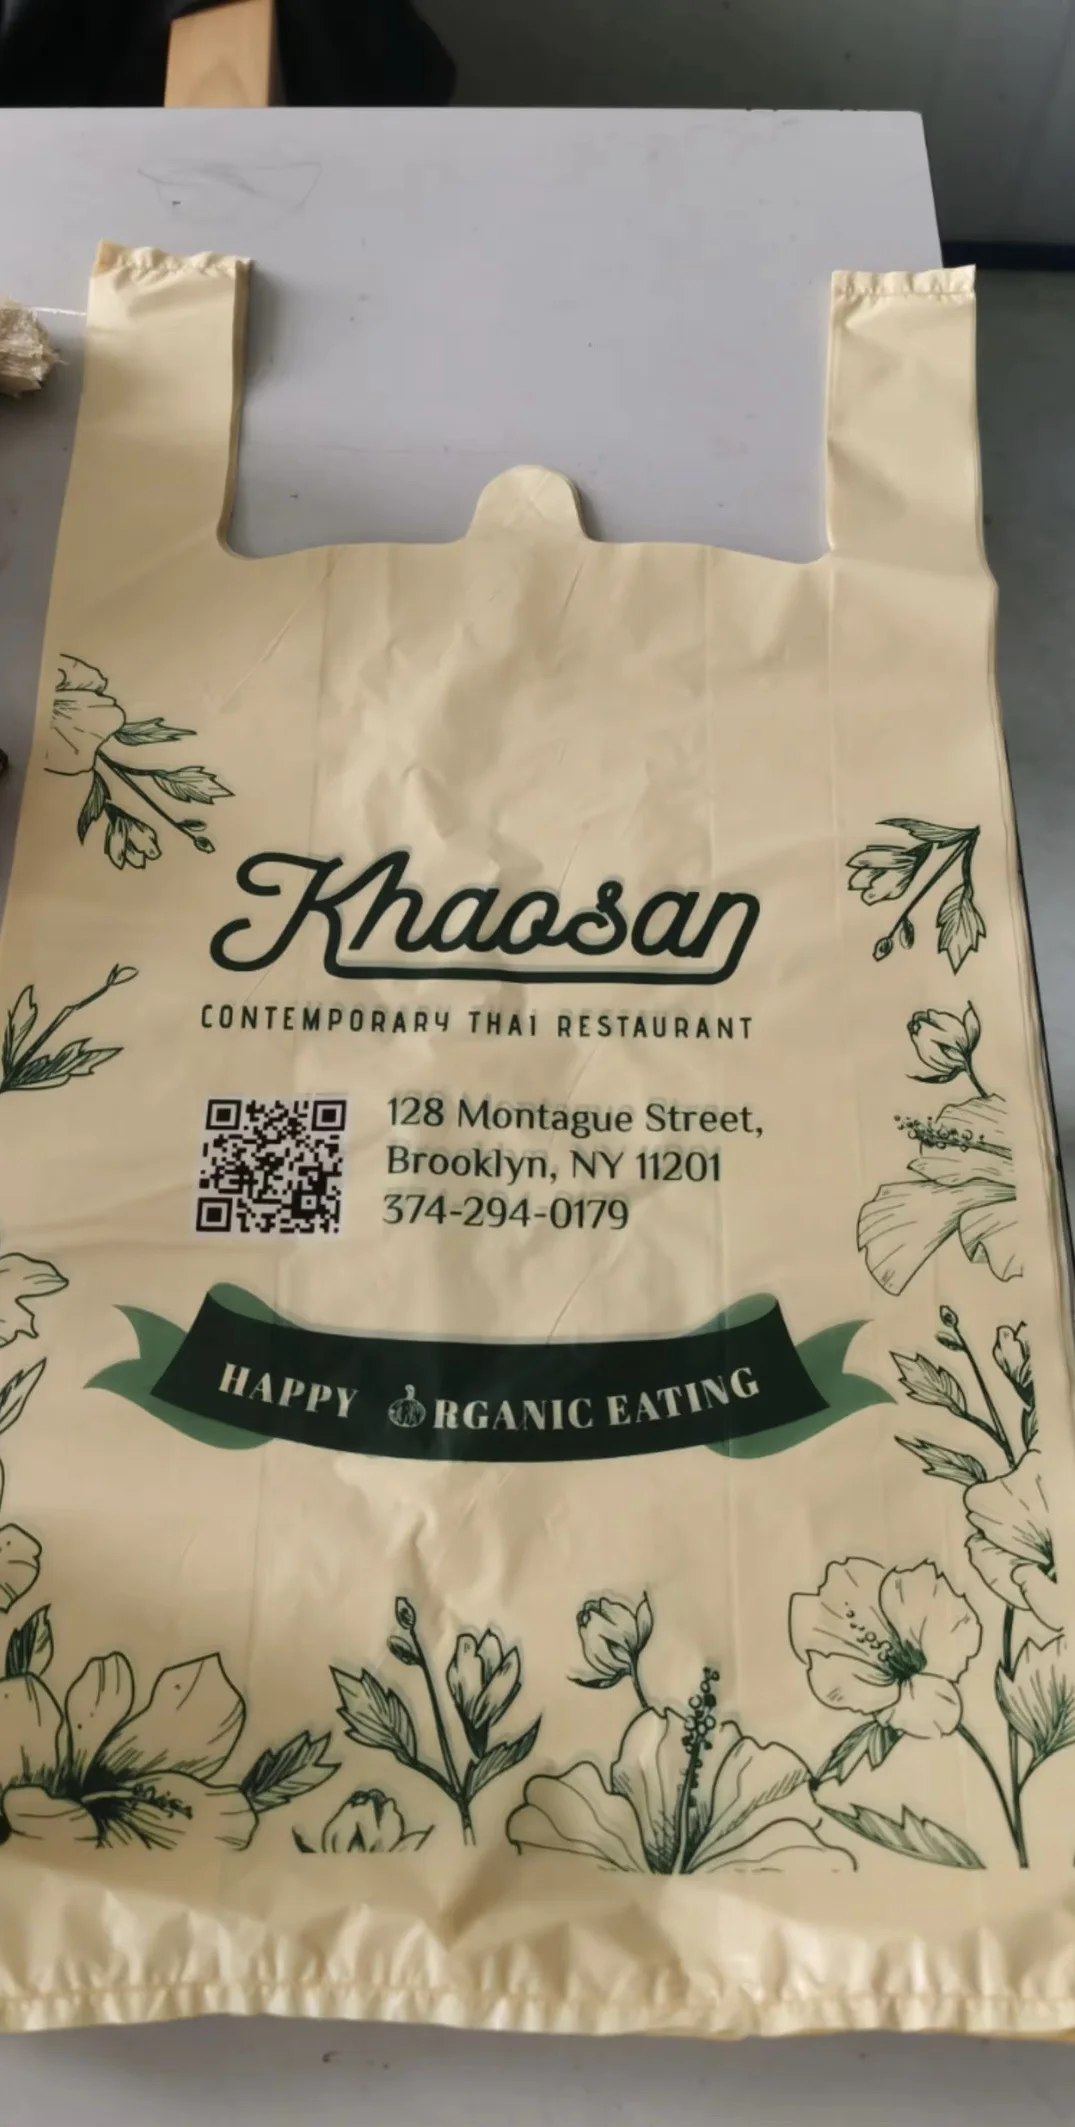 Khaosan
CONTEMPORARY THAI RESTAURANT
128 Montague Street,
Brooklyn, NY 11201
374-294-0179
HAPPY ORGANIC EATING